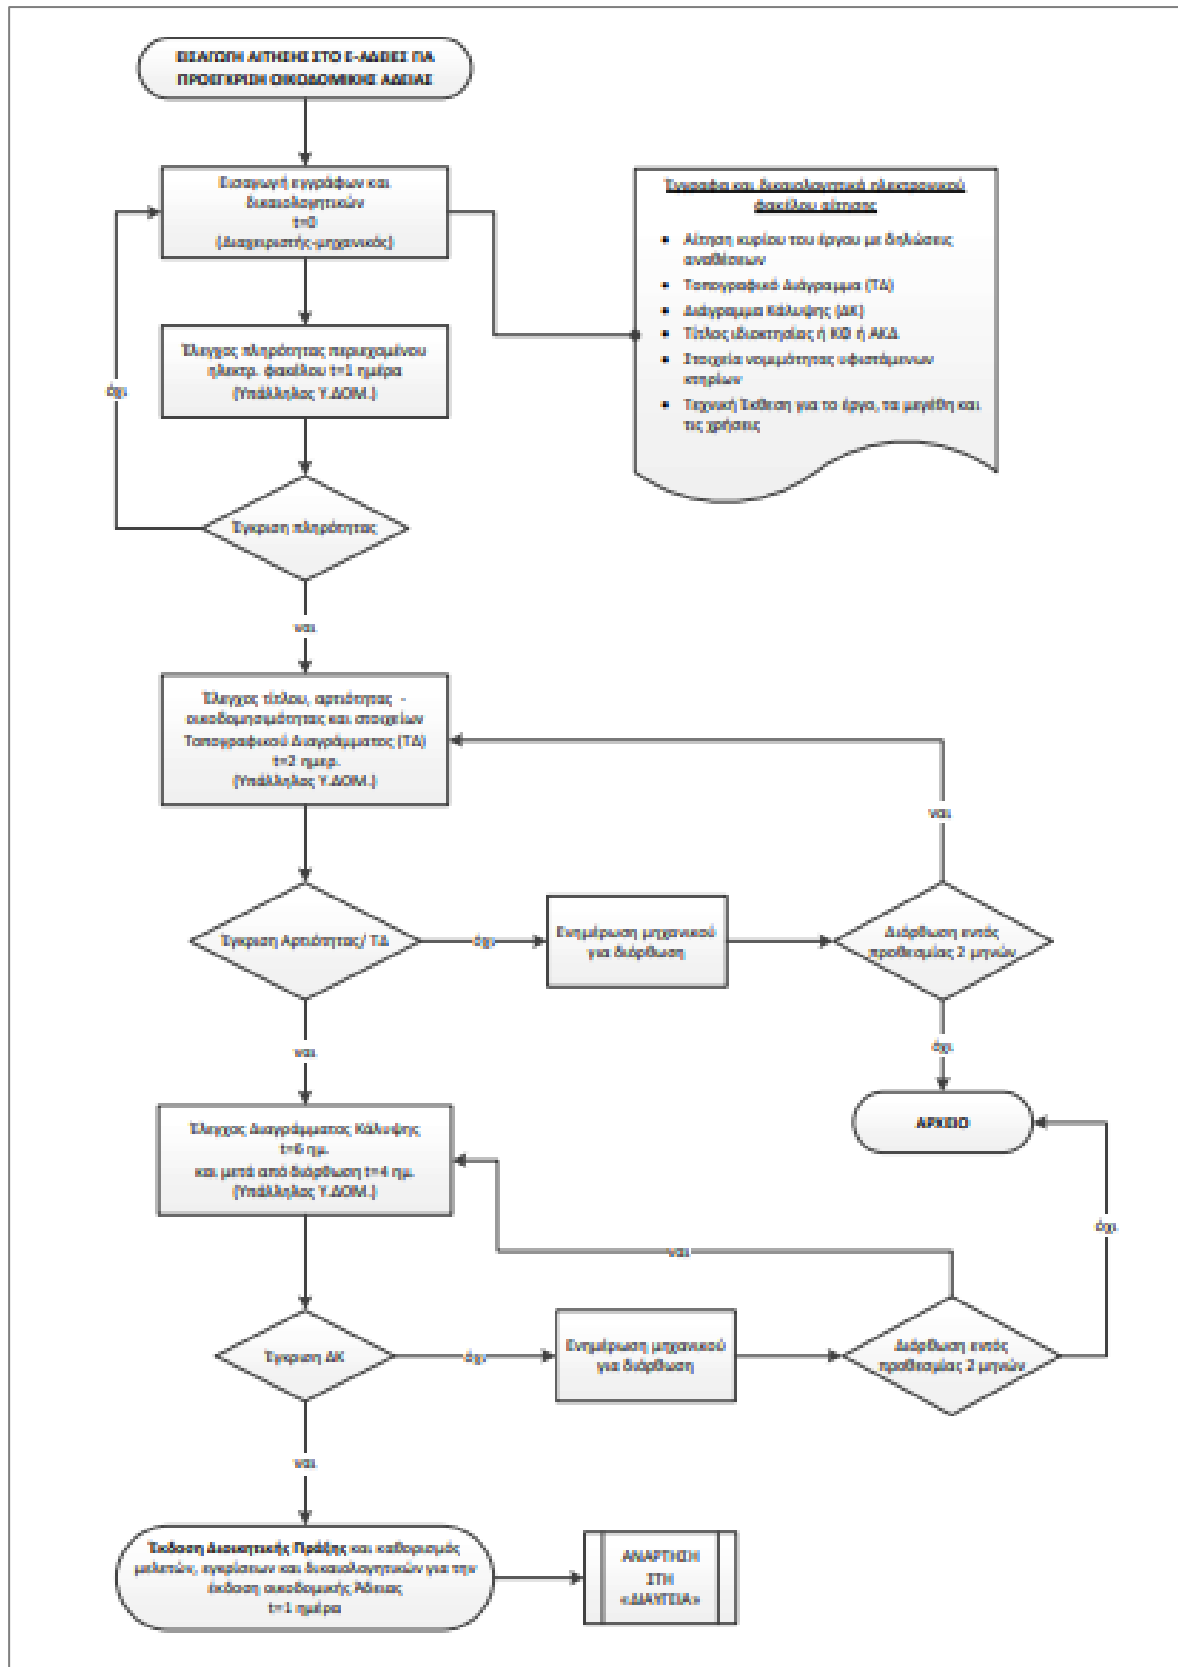 ΕΙΣΑΓΩΓΗ ΑΙΤΗΣΗΣ ΣΤΟ Ε-ΑΔΕΙΕΣ ΓΙΑ
ΠΡΟΕΓΚΡΙΣΗ ΟΙΚΟΔΟΜΙΚΗΣ ΑΔΕΙΑΣ
Εισαγωγή εγγράφων και
δικαιολογητικών
t=0
(Διαχειριστής-μηχανικός)
Έγγραφα και δικαιολογητικά ηλεκτρονικού
φακέλου αίτησης
• Αίτηση κυρίου του έργου με δηλώσεις
αναθέσεων
• Τοπογραφικό Διάγραμμα (ΤΔ)
• Διάγραμμα Κάλυψης (ΔΚ)
• Τίτλος ιδιοκτησίας ή ΚΦ ή ΑΚΔ
• Στοιχεία νομιμότητας υφιστάμενων
κτηρίων
• Τεχνική Έκθεση για το έργο, τα μεγέθη και
τις χρήσεις
Έλεγχος πληρότητας περιεχομένου
ηλεκτρ. φακέλου t=1 ημέρα
(Υπάλληλος Υ.ΔΟΜ.)
όχι
Έγκριση πληρότητας
ναι
Έλεγχος τίτλου, αρτιότητας -
οικοδομησιμότητας και στοιχείων
Τοπογραφικού Διαγράμματος (ΤΔ)
t=2 ημερ.
(Υπάλληλος Υ.ΔΟΜ.)
ναι
Έγκριση Αρτιότητας/ ΤΔ
όχι
Ενημέρωση μηχανικού
για διόρθωση
Διόρθωση εντός
προθεσμίας 2 μηνών
ναι
όχι
Έλεγχος Διαγράμματος Κάλυψης
t=6 ημ.
και μετά από διόρθωση t=4 ημ.
(Υπάλληλος Υ.ΔΟΜ.)
ΑΡΧΕΙΟ
όχι
ναι
Έγκριση ΔΚ
όχι
Ενημέρωση μηχανικού
για διόρθωση
Διόρθωση εντός
προθεσμίας 2 μηνών
ναι
Έκδοση Διοικητικής Πράξης και καθορισμός
μελετών, εγκρίσεων και δικαιολογητικών για την
έκδοση οικοδομικής Άδειας
t=1 ημέρα
ΑΝΑΡΤΗΣΗ
ΣΤΗ
«ΔΙΑΥΓΕΙΑ»